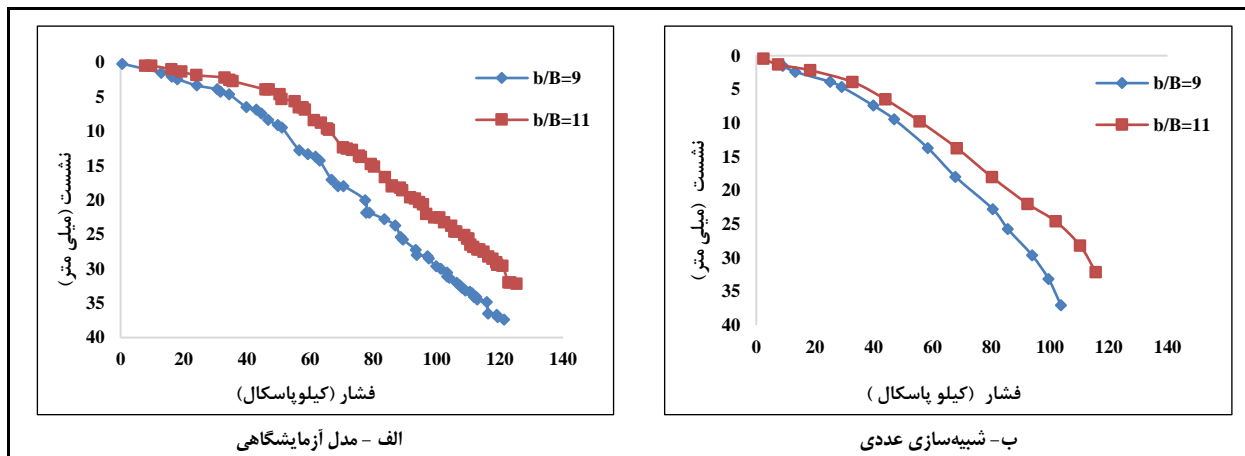 0
5
10
15
20
25
30
35
40
0 20 40 60 80 100 120 140
نشست (میلی متر)
فشار (کیلوپاسکال)
b/B=9
b/B=11
الف - مدل آزمایشگاهی
0
5
10
15
20
25
30
35
40
0 20 40 60 80 100 120 140
نشست (میلی متر)
فشار (کیلو پاسکال )
b/B=9
b/B=11
ب- شبیه‌سازی عددی